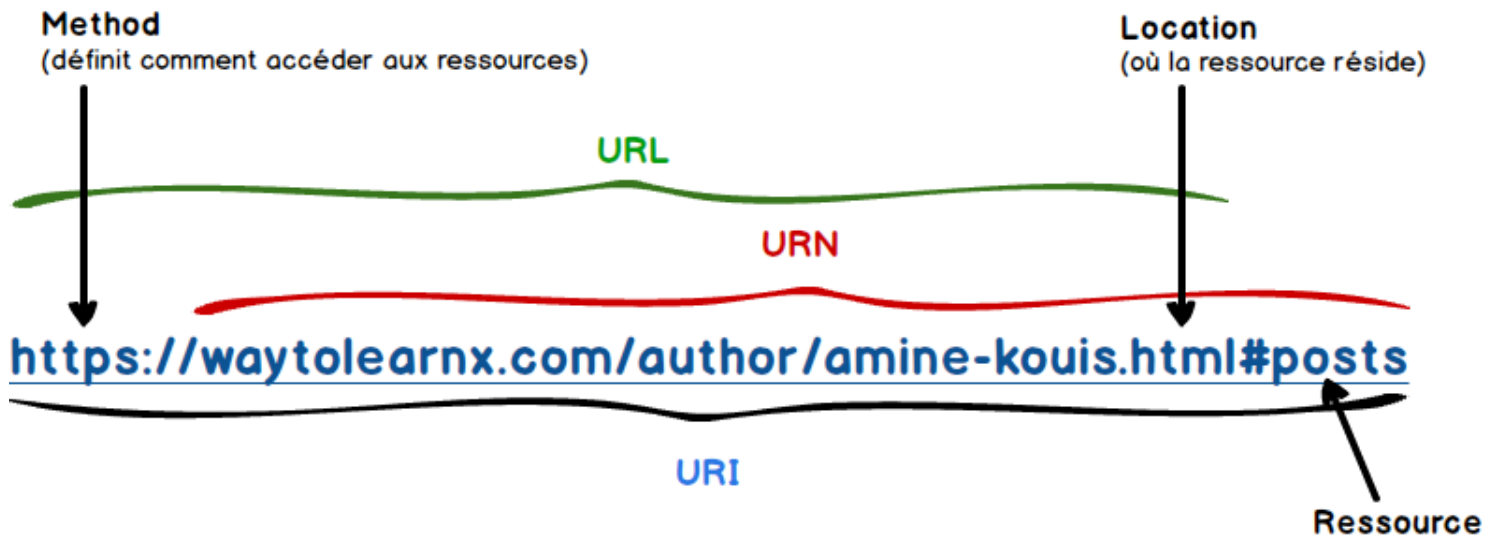 Method
(définit comment accéder aux ressources)
Location
(où la ressource réside)
URL
URN
https://waytolearnx.com/author/amine-kouis.html#posts
URI
Ressource